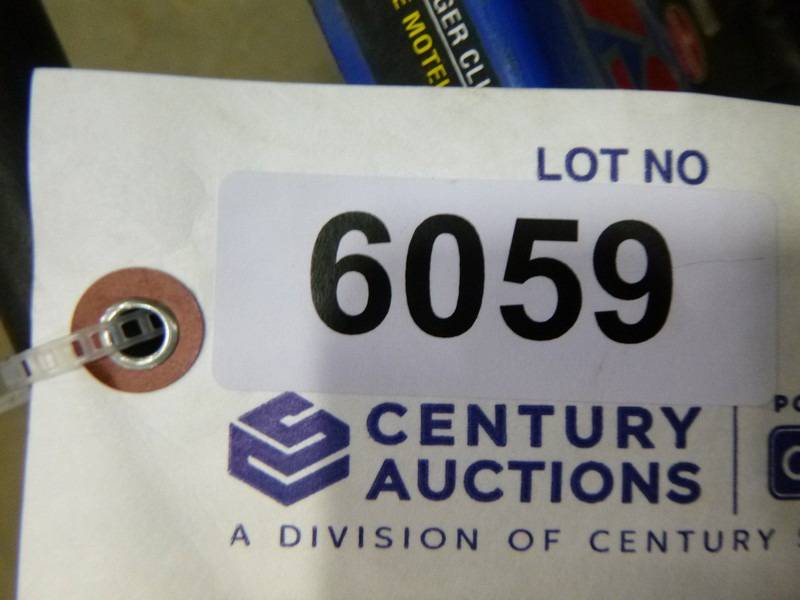 LOT NO
6059
CENTURY
AUCTIONS
A DIVISION OF CENTURY